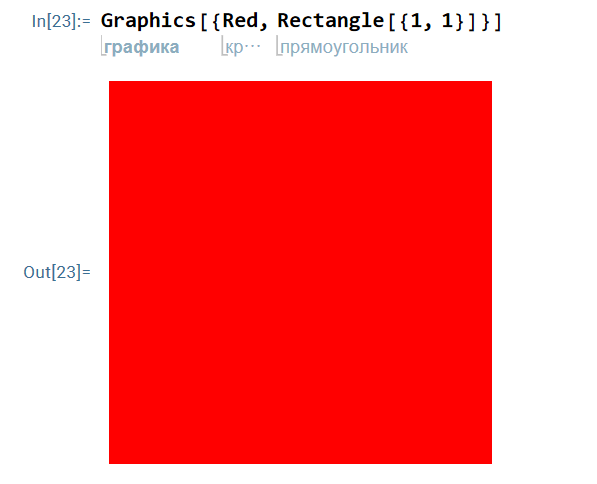 In[23]:= Graphics[{Red, Rectangle[{1, 1}]}]
графика кр… прямоугольник
Out[23]=